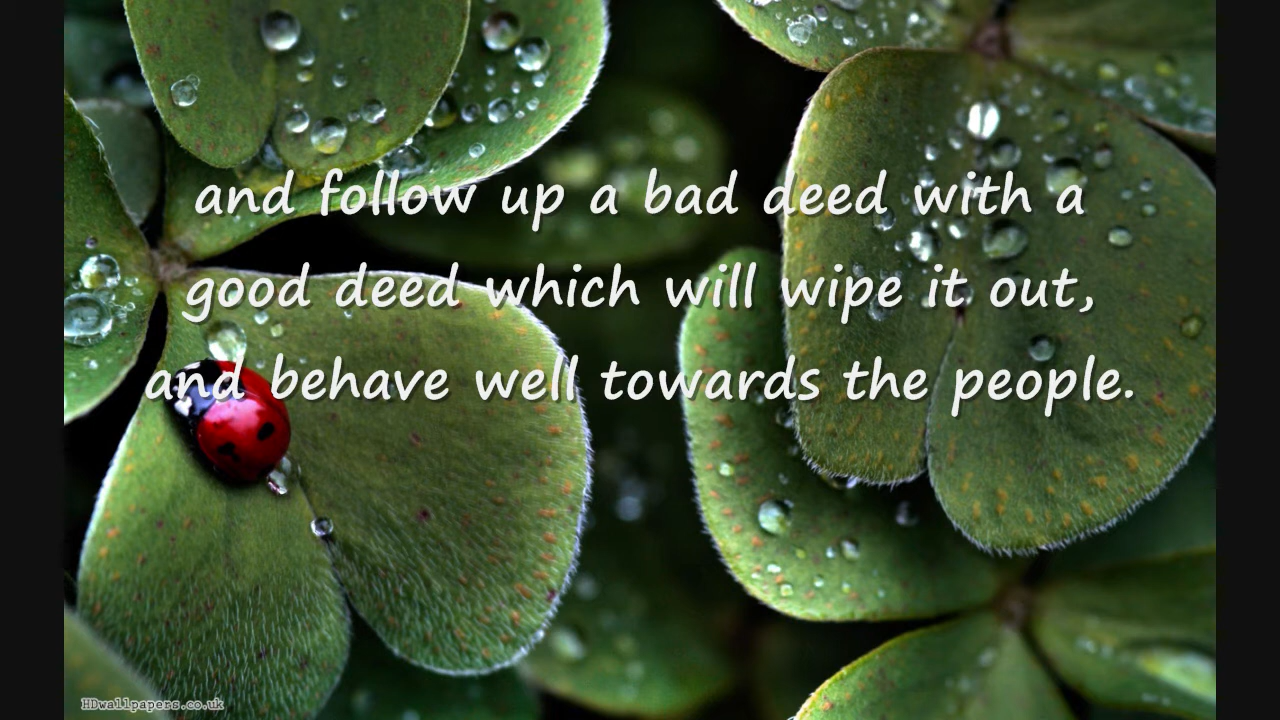 and follow up a bad deed with a
good deed which will wipe it out,
and behave well towards the people.
HDwallpapers.co.uk